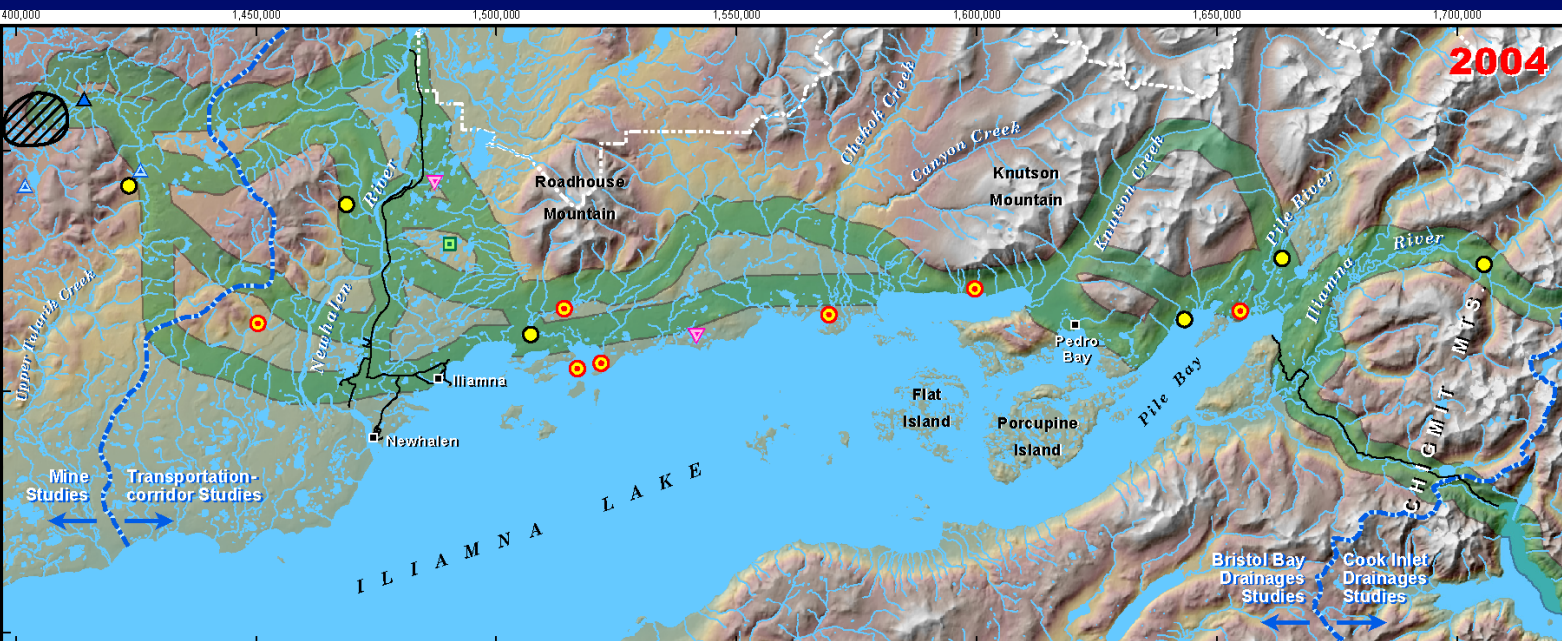 400,000 1,450,000 1,500,000 1,550,000 1,600,000 1,650,000 1,700,000
2004
Chekok Creek
Canyon Creek
Knutson Creek
Pile River
Roadhouse
Mountain
Knutson
Mountain
River
Newhalen
Upper Talarik Creek
Iliamna
River
CHIGMIT MTS.
Pedro
Bay
Pile Bay
Iliamna
Newhalen
Flat
Island
Porcupine
Island
ILIAMNA LAKE
Mine
Studies
Transportation-
corridor Studies
Bristol Bay
Drainages
Studies
Cook Inlet
Drainages
Studies